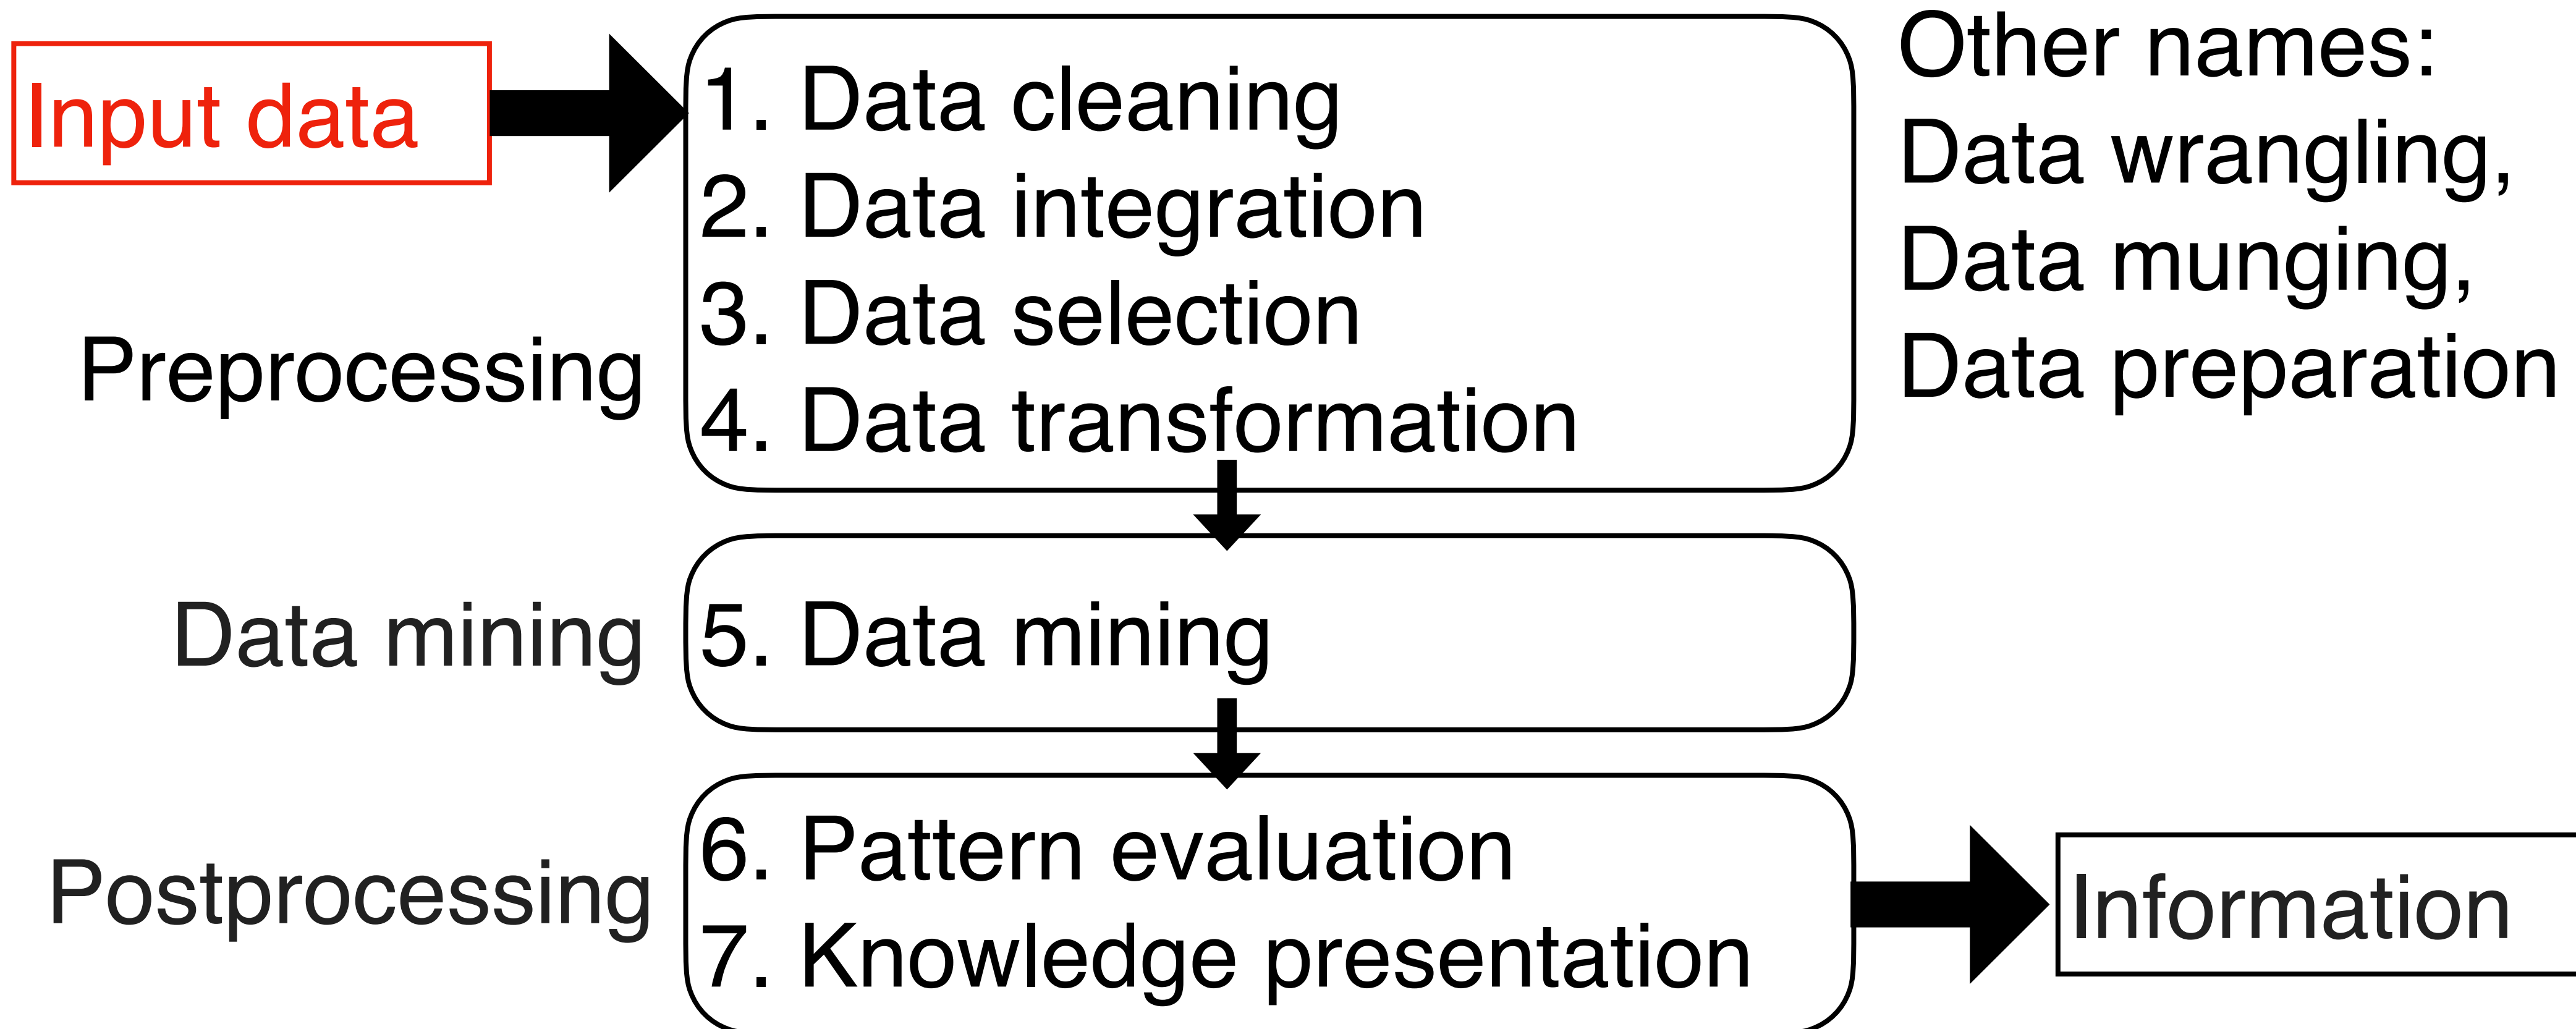 Input data
Preprocessing
1. Data cleaning
2. Data integration
3. Data selection
4. Data transformation
Other names:
Data wrangling,
Data munging,
Data preparation
Data mining
5. Data mining
Postprocessing
6. Pattern evaluation
7. Knowledge presentation
Information